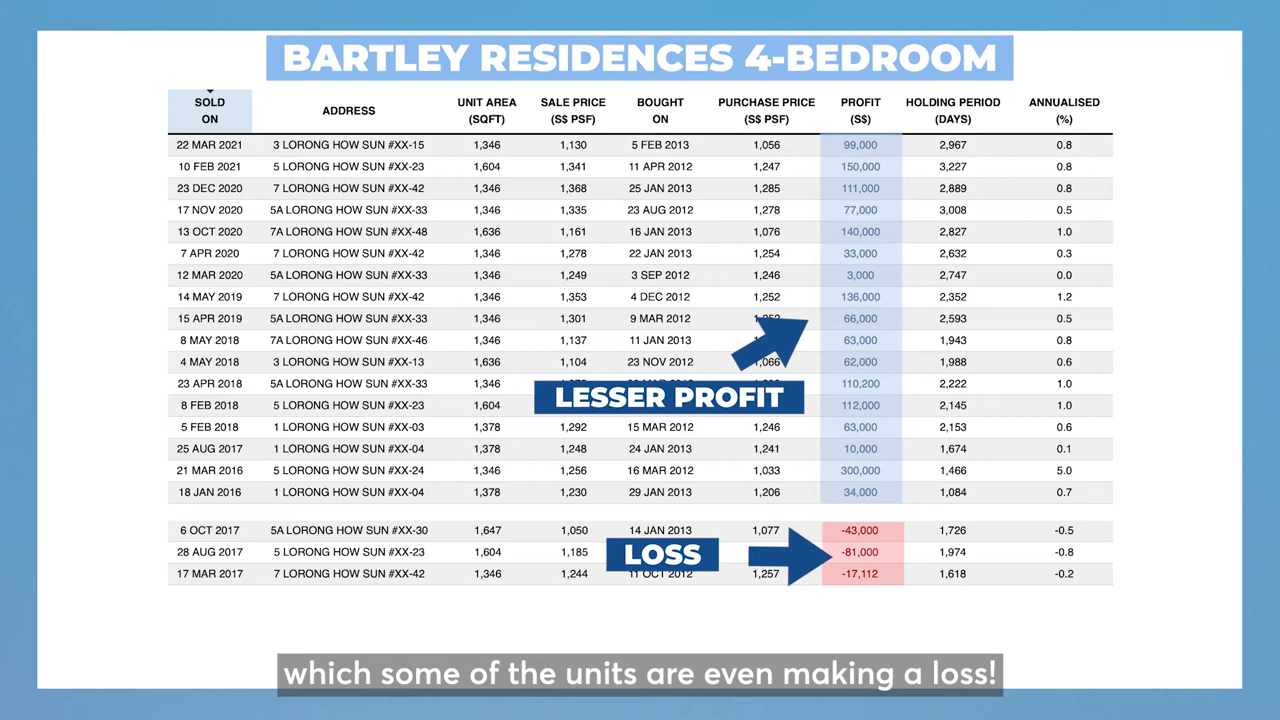 BARTLEY RESIDENCES 4-BEDROOM
SOLD ON ADDRESS UNIT AREA (SQFT) SALE PRICE (S$ PSF) BOUGHT ON PURCHASE PRICE (S$ PSF) PROFIT (S$) HOLDING PERIOD (DAYS) ANNUALISED (%)
22 MAR 2021 3 LORONG HOW SUN #XX-15 1,346 1,130 5 FEB 2013 1,056 99,000 2,967 0.8
10 FEB 2021 5 LORONG HOW SUN #XX-23 1,604 1,341 11 APR 2012 1,247 150,000 3,227 0.8
23 DEC 2020 7 LORONG HOW SUN #XX-42 1,346 1,368 25 JAN 2013 1,285 111,000 2,889 0.8
17 NOV 2020 5A LORONG HOW SUN #XX-33 1,346 1,335 23 AUG 2012 1,278 77,000 3,008 0.5
13 OCT 2020 7A LORONG HOW SUN #XX-48 1,636 1,161 16 JAN 2013 1,076 140,000 2,827 1.0
7 APR 2020 7 LORONG HOW SUN #XX-42 1,346 1,278 22 JAN 2013 1,254 33,000 2,632 0.3
12 MAR 2020 5A LORONG HOW SUN #XX-33 1,346 1,249 3 SEP 2012 1,246 3,000 2,747 0.0
14 MAY 2019 7 LORONG HOW SUN #XX-42 1,346 1,353 4 DEC 2012 1,252 136,000 2,352 1.2
15 APR 2019 5A LORONG HOW SUN #XX-33 1,346 1,301 9 MAR 2012 66,000 2,593 0.5
8 MAY 2018 7A LORONG HOW SUN #XX-46 1,346 1,137 11 JAN 2013 63,000 1,943 0.8
4 MAY 2018 3 LORONG HOW SUN #XX-13 1,636 1,104 23 NOV 2012 1,066 62,000 1,988 0.6
23 APR 2018 5A LORONG HOW SUN #XX-33 1,346 110,200 2,222 1.0
LESSER PROFIT
8 FEB 2018 5 LORONG HOW SUN #XX-23 1,604 112,000 2,145 1.0
5 FEB 2018 1 LORONG HOW SUN #XX-03 1,378 1,292 15 MAR 2012 1,246 63,000 2,153 0.6
25 AUG 2017 1 LORONG HOW SUN #XX-04 1,378 1,248 24 JAN 2013 1,241 10,000 1,674 0.1
21 MAR 2016 5 LORONG HOW SUN #XX-24 1,346 1,256 16 MAR 2012 1,033 300,000 1,466 5.0
18 JAN 2016 1 LORONG HOW SUN #XX-04 1,378 1,230 29 JAN 2013 1,206 34,000 1,084 0.7
6 OCT 2017 5A LORONG HOW SUN #XX-30 1,647 1,050 14 JAN 2013 1,077 -43,000 1,726 -0.5
28 AUG 2017 5 LORONG HOW SUN #XX-23 1,604 1,185 LOSS -81,000 1,974 -0.8
17 MAR 2017 7 LORONG HOW SUN #XX-42 1,346 1,244 11 OCT 2012 1,257 -17,112 1,618 -0.2
which some of the units are even making a loss!